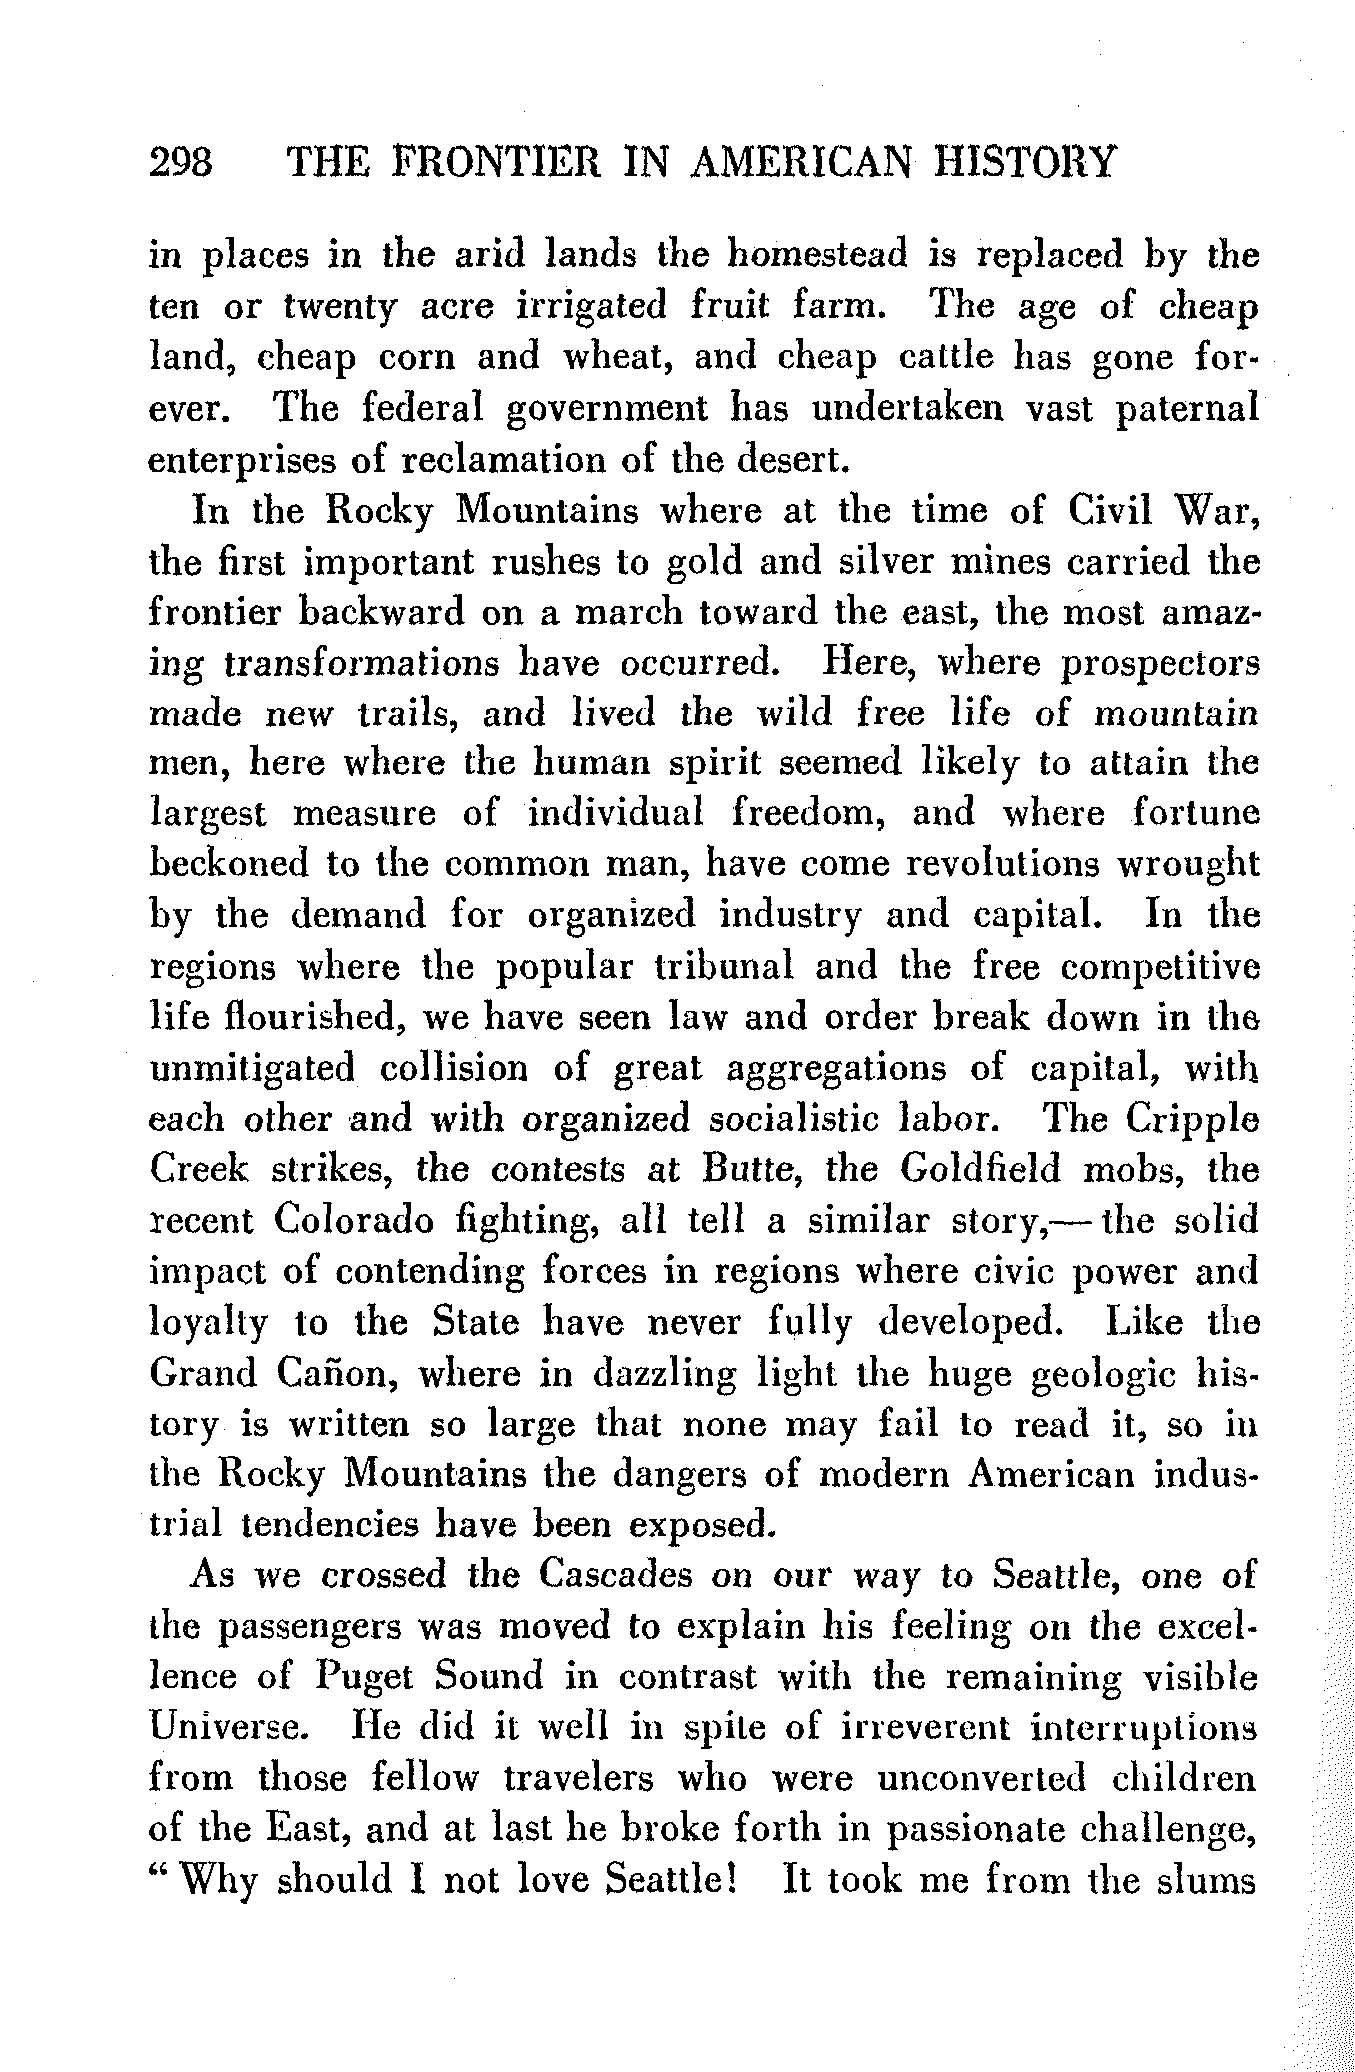 298 THE FRONTIER IN AMERICAN HISTORY
in places in the arid lands the homestead is replaced by the
ten or twenty acre irrigated fruit farm. The age of cheap
land, cheap corn and wheat, and cheap cattle has gone for-
ever. The federal government has undertaken vast paternal
enterprises of reclamation of the desert.
In the Rocky Mountains where at the time of Civil War,
the first important rushes to gold and silver mines carried the
frontier backward on a march toward the east, the most amaz-
ing transformations have occurred. Here, where prospectors
made new trails, and lived the wild free life of mountain
men, here where the human spirit seemed likely to attain the
largest measure of individual freedom, and where fortune
beckoned to the common man, have come revolutions wrought
by the demand for organized industry and capital. In the
regions where the popular tribunal and the free competitive
life flourished, we have seen law and order break down in the
unmitigated collision of great aggregations of capital, with
each other and with organized socialistic labor. The Cripple
Creek strikes, the contests at Butte, the Goldfield mobs, the
recent Colorado fighting, all tell a similar story,— the solid
impact of contending forces in regions where civic power and
loyalty to the State have never fully developed. Like the
Grand Cañon, where in dazzling light the huge geologic his-
tory is written so large that none may fail to read it, so in
the Rocky Mountains the dangers of modern American indus-
trial tendencies have been exposed.
As we crossed the Cascades on our way to Seattle, one of
the passengers was moved to explain his feeling on the excel-
lence of Puget Sound in contrast with the remaining visible
Universe. He did it well in spite of irreverent interruptions
from those fellow travelers who were unconverted children
of the East, and at last he broke forth in passionate challenge,
“ Why should I not love Seattle! It took me from the slums